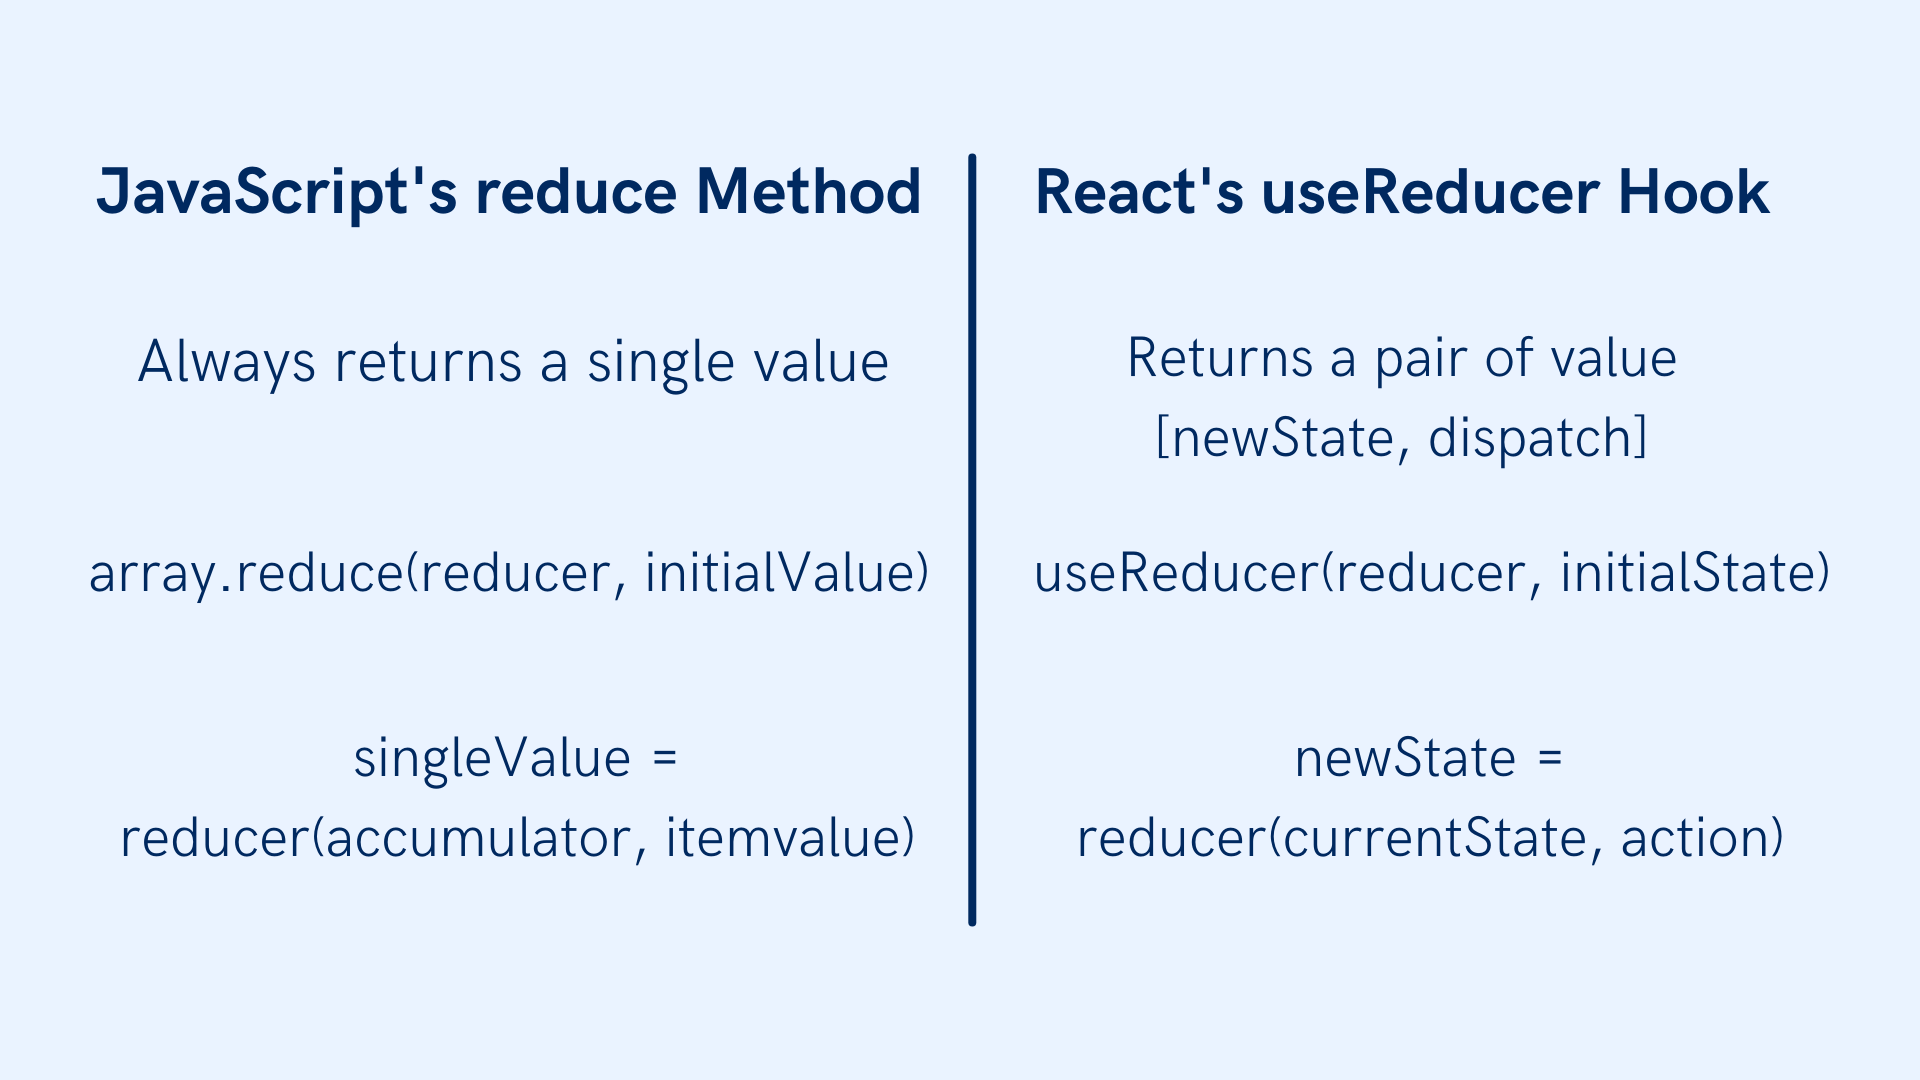 JavaScript's reduce Method
Always returns a single value
array.reduce(reducer, initialValue)
singleValue =
reducer(accumulator, itemvalue)
React's useReducer Hook
Returns a pair of value
[newState, dispatch]
useReducer(reducer, initialState)
newState =
reducer(currentState, action)